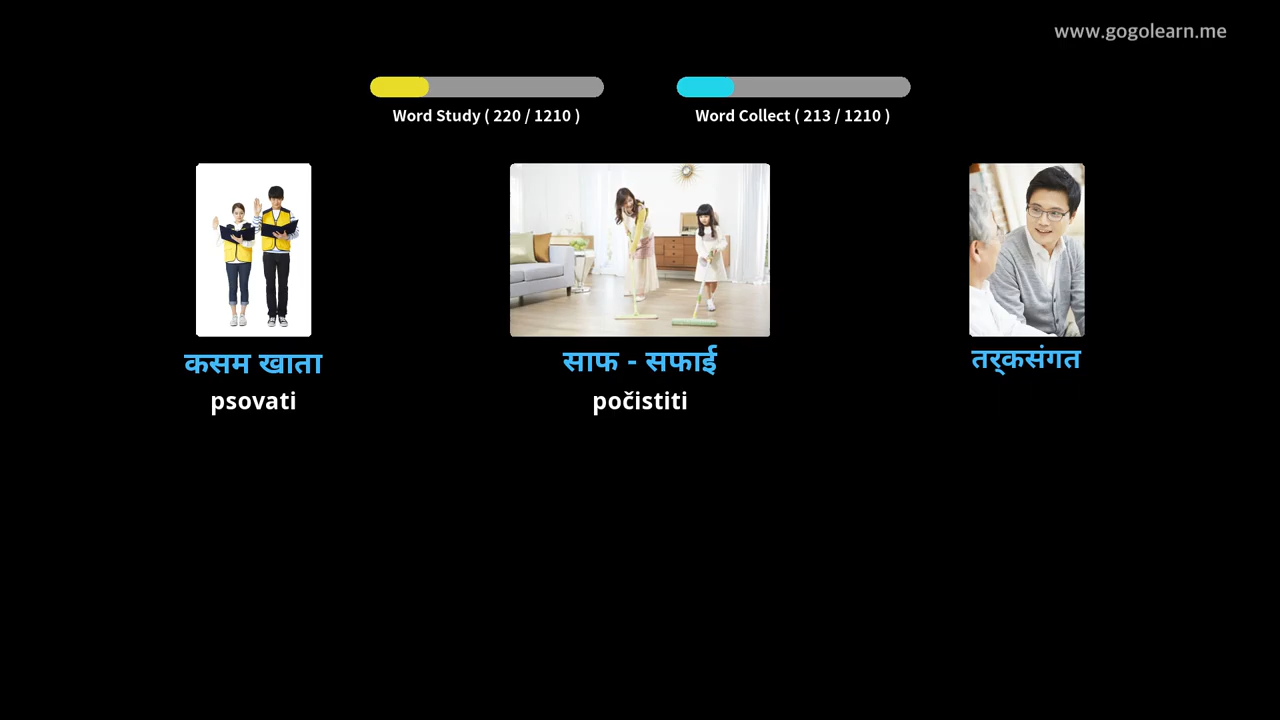 www.gogolearn.me
Word Study ( 220 / 1210 )
Word Collect ( 213 / 1210 )
कसम खाता
साफ - सफाई
तर्कसंगत
psovati
počistiti